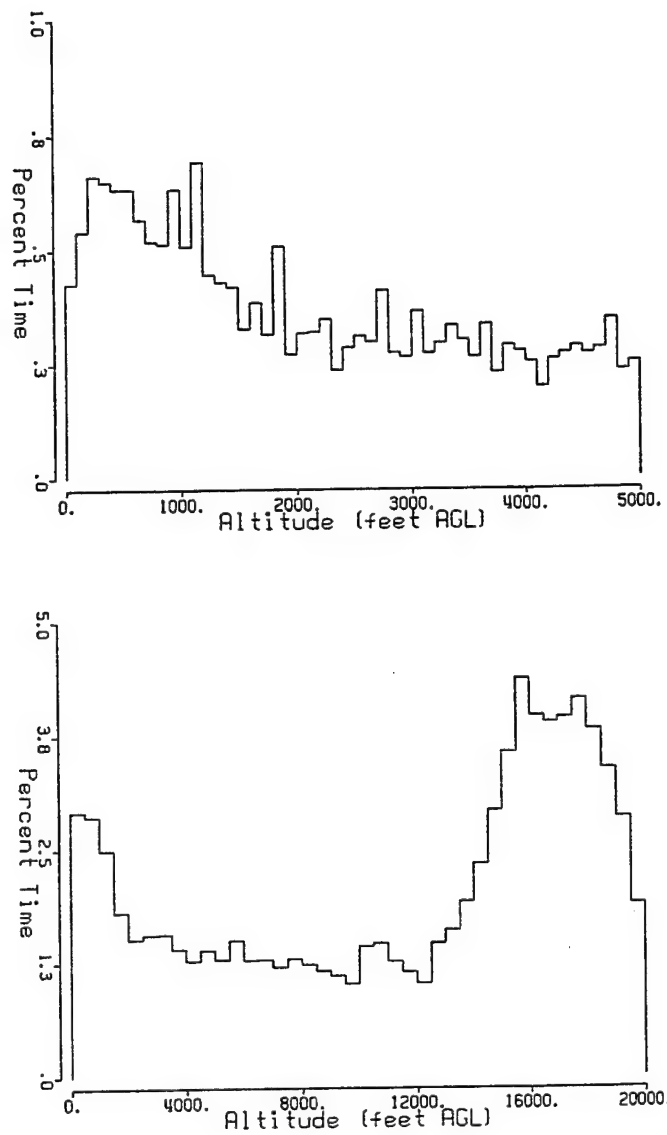 1.0
.8
.5
.3
.0
Percent Time
0. 1000. 2000. 3000. 4000. 5000.
Altitude (feet AGL)
5.0
3.8
2.5
1.3
.0
Percent Time
0. 4000. 8000. 12000. 16000. 20000.
Altitude (feet AGL)